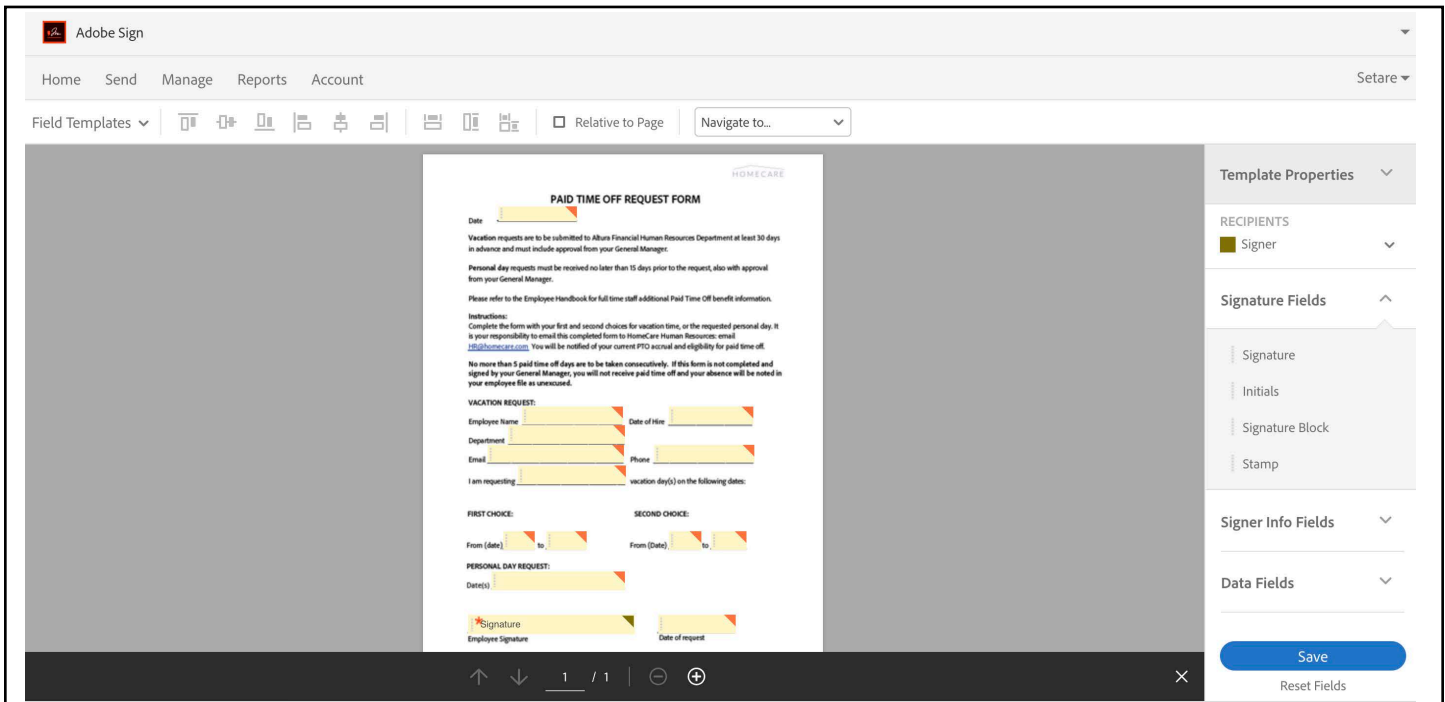 Adobe Sign
Home Send Manage Reports Account Setare
Field Templates Relative to Page Navigate to...
HOMECARE
PAID TIME OFF REQUEST FORM
Date
Vacation requests are to be submitted to Altura Financial Human Resources Department at least 30 days
in advance and must include approval from your General Manager.
Personal day requests must be received no later than 15 days prior to the request, also with approval
from your General Manager.
Please refer to the Employee Handbook for full time staff additional Paid Time Off benefit information.
Instructions:
Complete the form with your first and second choices for vacation time, or the requested personal day. It
is your responsibility to email this completed form to HomeCare Human Resources: email
HR@homecare.com You will be notified of your current PTO accrual and eligibility for paid time off.
No more than 5 paid time off days are to be taken consecutively. If this form is not completed and
signed by your General Manager, you will not receive paid time off and your absence will be noted in
your employee file as unexcused.
VACATION REQUEST:
Employee Name Date of Hire
Department
Email Phone
I am requesting vacation day(s) on the following dates:
FIRST CHOICE: SECOND CHOICE:
From (date) to From (Date) to
PERSONAL DAY REQUEST:
Date(s)
*Signature
Employee Signature Date of request
1 / 1
Template Properties
RECIPIENTS
Signer
Signature Fields
Signature
Initials
Signature Block
Stamp
Signer Info Fields
Data Fields
Save
Reset Fields